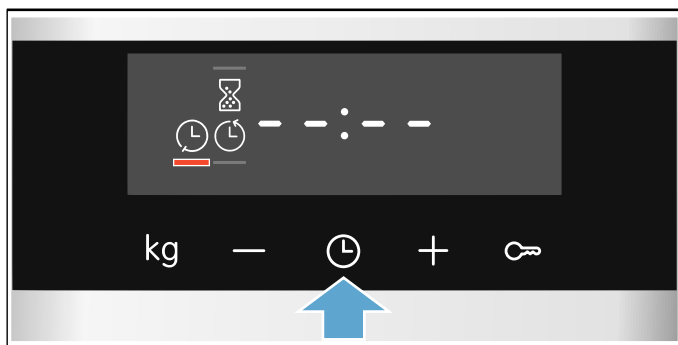 --:--
kg — +